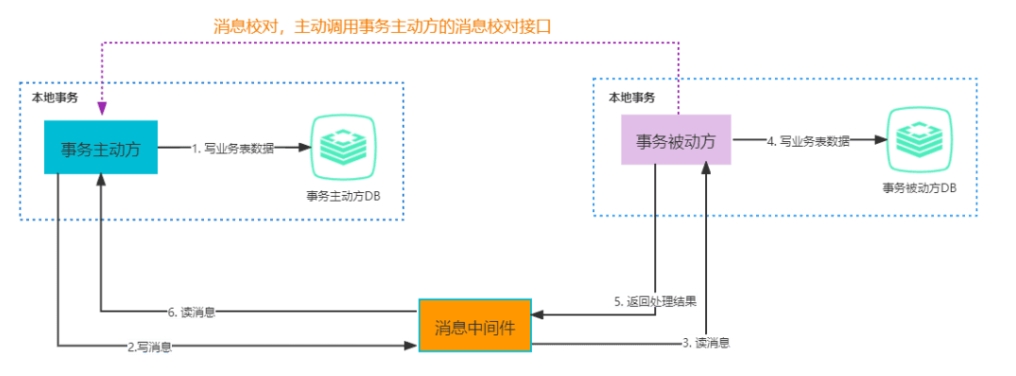 消息校对，主动调用事务主动方的消息校对接口
本地事务
事务主动方
1. 写业务表数据
事务主动方DB
本地事务
事务被动方
4. 写业务表数据
事务被动方DB
6. 读消息
5. 返回处理结果
消息中间件
2.写消息
3. 读消息